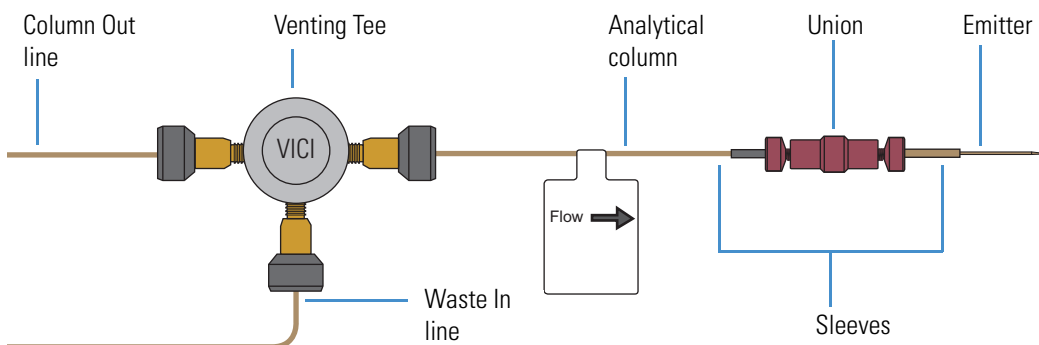 Column Out
line
Venting Tee
Analytical
column
Union
Emitter
VICI
Flow
Waste In
line
Sleeves